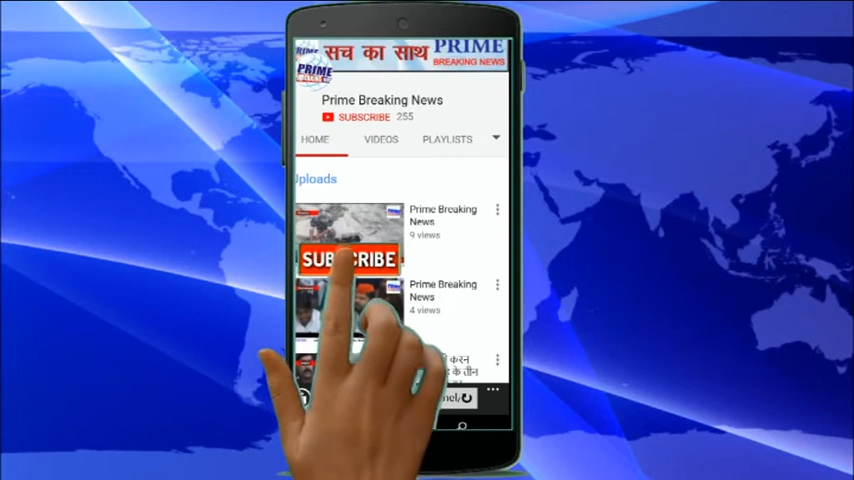 सच का साथ PRIME
BREAKING NEWS
PRIME
Prime Breaking News
SUBSCRIBE 255
HOME VIDEOS PLAYLISTS
Uploads
Prime Breaking
News
9 views
SUBSCRIBE
Prime Breaking
News
4 views
करन
के तीन